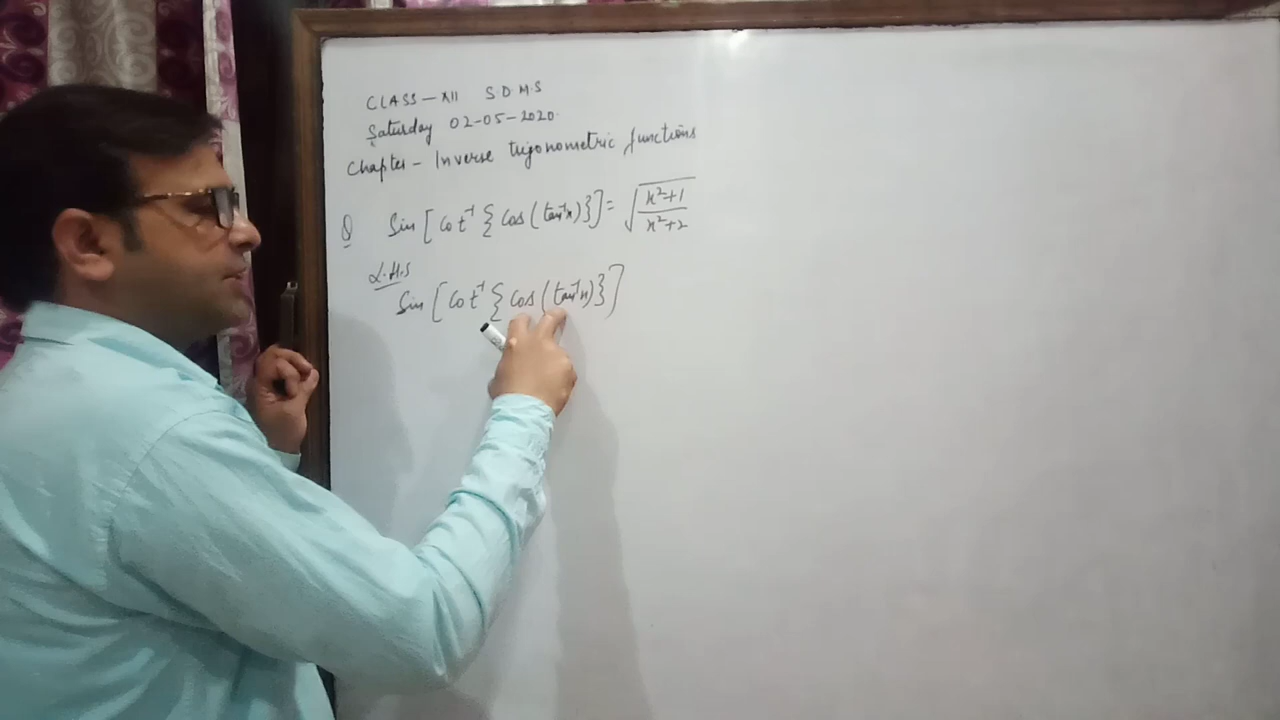 CLASS – XII S.D.M.S
Saturday 02-05-2020
Chapter – Inverse trigonometric functions
Q Sin [Cot⁻¹ {Cos (tan⁻¹x)}] = √((x²+1)/(x²+2))
L.H.S
Sin [Cot⁻¹ {Cos (tan⁻¹x)}]